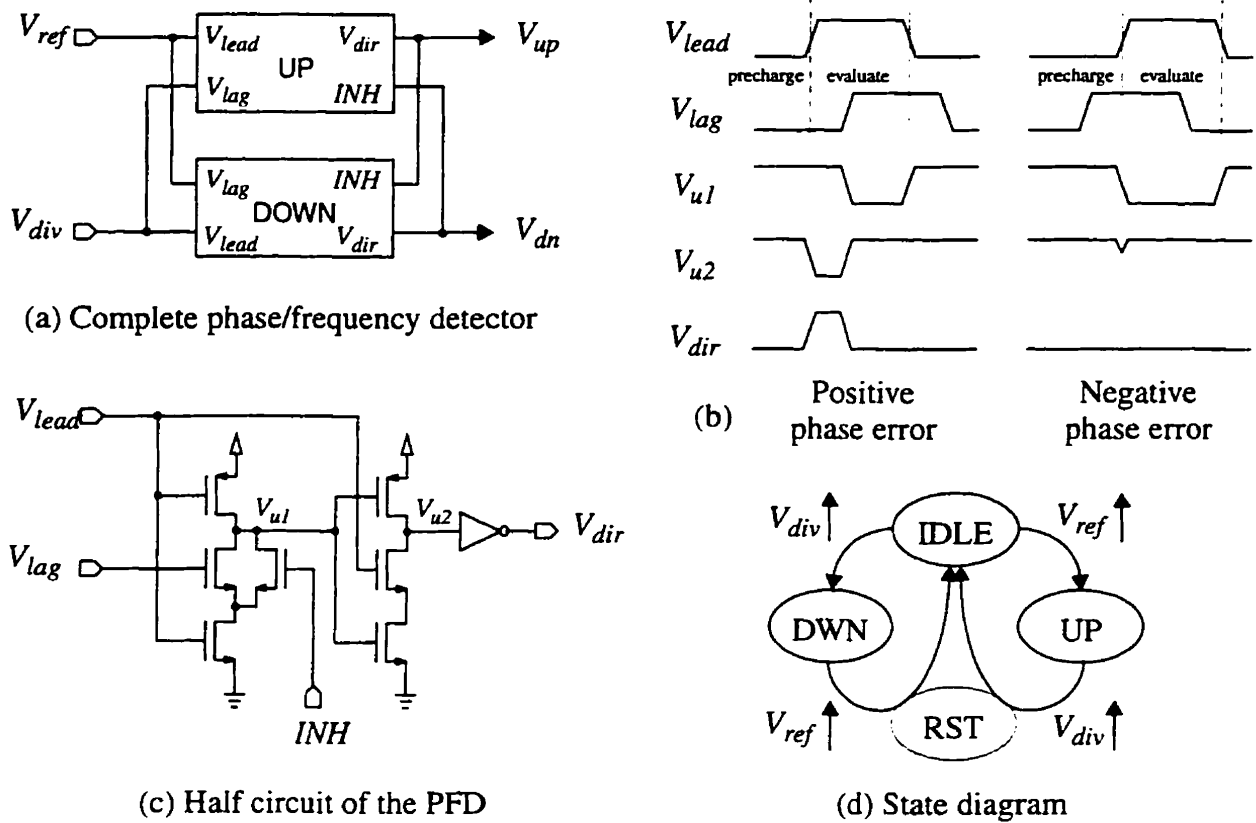 V_ref
V_lead
V_dir
V_up
UP
V_lag
INH
V_lag
INH
DOWN
V_div
V_lead
V_dir
V_dn
(a) Complete phase/frequency detector
V_lead
precharge evaluate precharge evaluate
V_lag
V_u1
V_u2
V_dir
(b)
Positive
phase error
Negative
phase error
V_lead
V_u1
V_u2
V_dir
V_lag
INH
(c) Half circuit of the PFD
V_div
IDLE
V_ref
DWN
UP
V_ref
RST
V_div
(d) State diagram